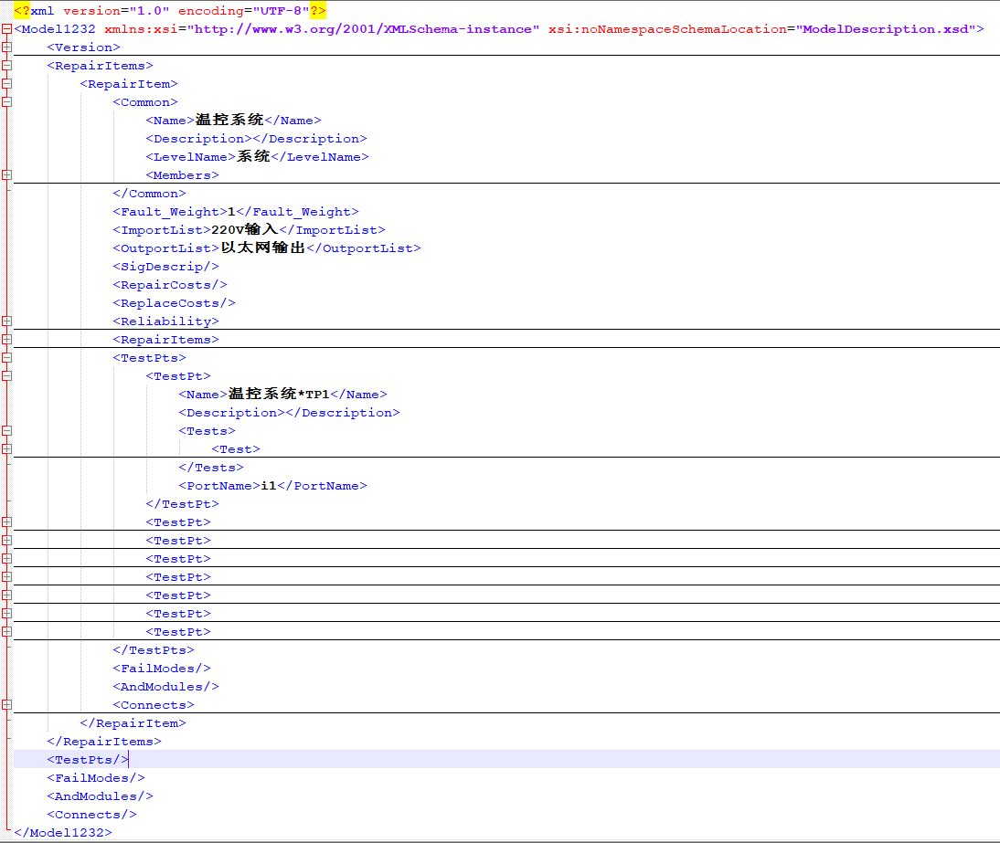 <?xml version="1.0" encoding="UTF-8"?>
<Model1232 xmlns:xsi="http://www.w3.org/2001/XMLSchema-instance" xsi:noNamespaceSchemaLocation="ModelDescription.xsd">
<Version>
<RepairItems>
<RepairItem>
<Common>
<Name>温控系统</Name>
<Description></Description>
<LevelName>系统</LevelName>
<Members>
</Common>
<Fault_Weight>1</Fault_Weight>
<ImportList>220V输入</ImportList>
<OutportList>以太网输出</OutportList>
<SigDescrip/>
<RepairCosts/>
<ReplaceCosts/>
<Reliability>
<RepairItems>
<TestPts>
<TestPt>
<Name>温控系统*TP1</Name>
<Description></Description>
<Tests>
<Test>
</Tests>
<PortName>i1</PortName>
</TestPt>
<TestPt>
<TestPt>
<TestPt>
<TestPt>
<TestPt>
<TestPt>
<TestPt>
</TestPts>
<FailModes/>
<AndModules/>
<Connects>
</RepairItem>
</RepairItems>
<TestPts/>
<FailModes/>
<AndModules/>
<Connects/>
</Model1232>